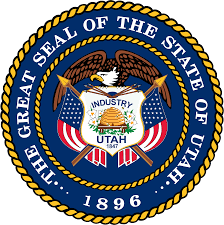 THE GREAT SEAL OF THE STATE OF UTAH
INDUSTRY
UTAH
1847
1896